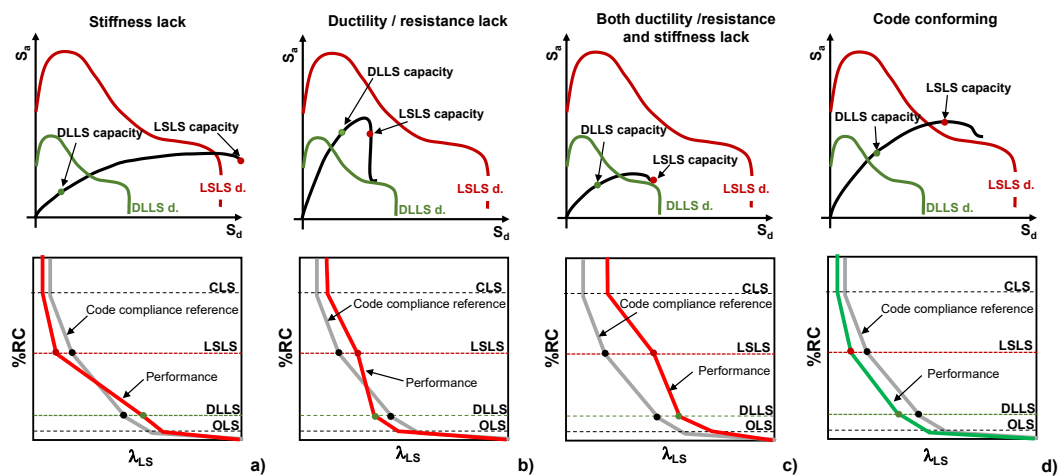 Stiffness lack
Sa
DLLS capacity
LSLS capacity
LSLS d.
DLLS d.
Sd
%RC
CLS
Code compliance reference
LSLS
Performance
DLLS
OLS
λLS
a)
Ductility / resistance lack
Sa
DLLS capacity
LSLS capacity
LSLS d.
DLLS d.
Sd
%RC
CLS
Code compliance reference
LSLS
Performance
DLLS
OLS
λLS
b)
Both ductility /resistance
and stiffness lack
Sa
DLLS capacity
LSLS capacity
LSLS d.
DLLS d.
Sd
%RC
CLS
Code compliance reference
LSLS
Performance
DLLS
OLS
λLS
c)
Code conforming
Sa
LSLS capacity
DLLS capacity
LSLS d.
DLLS d.
Sd
%RC
CLS
Code compliance reference
LSLS
Performance
DLLS
OLS
λLS
d)